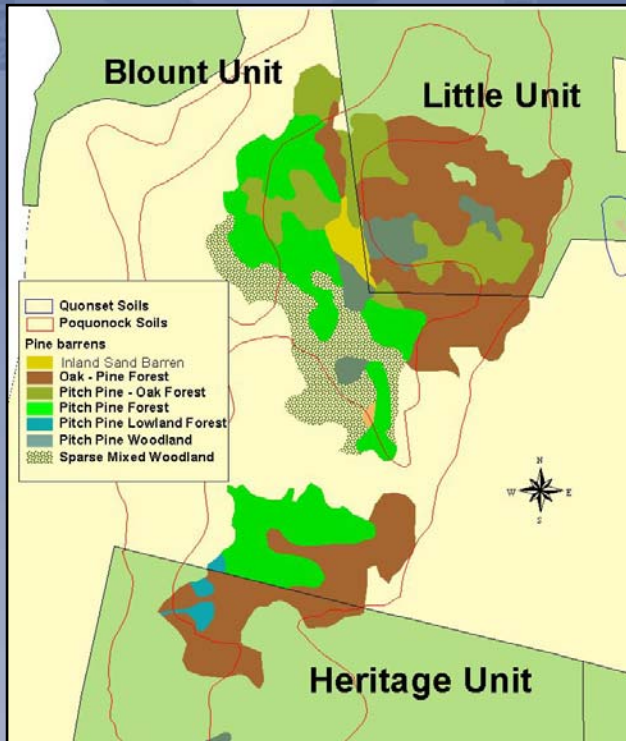 Blount Unit
Little Unit
Quonset Soils
Poquonock Soils
Pine barrens
Inland Sand Barren
Oak - Pine Forest
Pitch Pine - Oak Forest
Pitch Pine Forest
Pitch Pine Lowland Forest
Pitch Pine Woodland
Sparse Mixed Woodland
N
W E
S
Heritage Unit